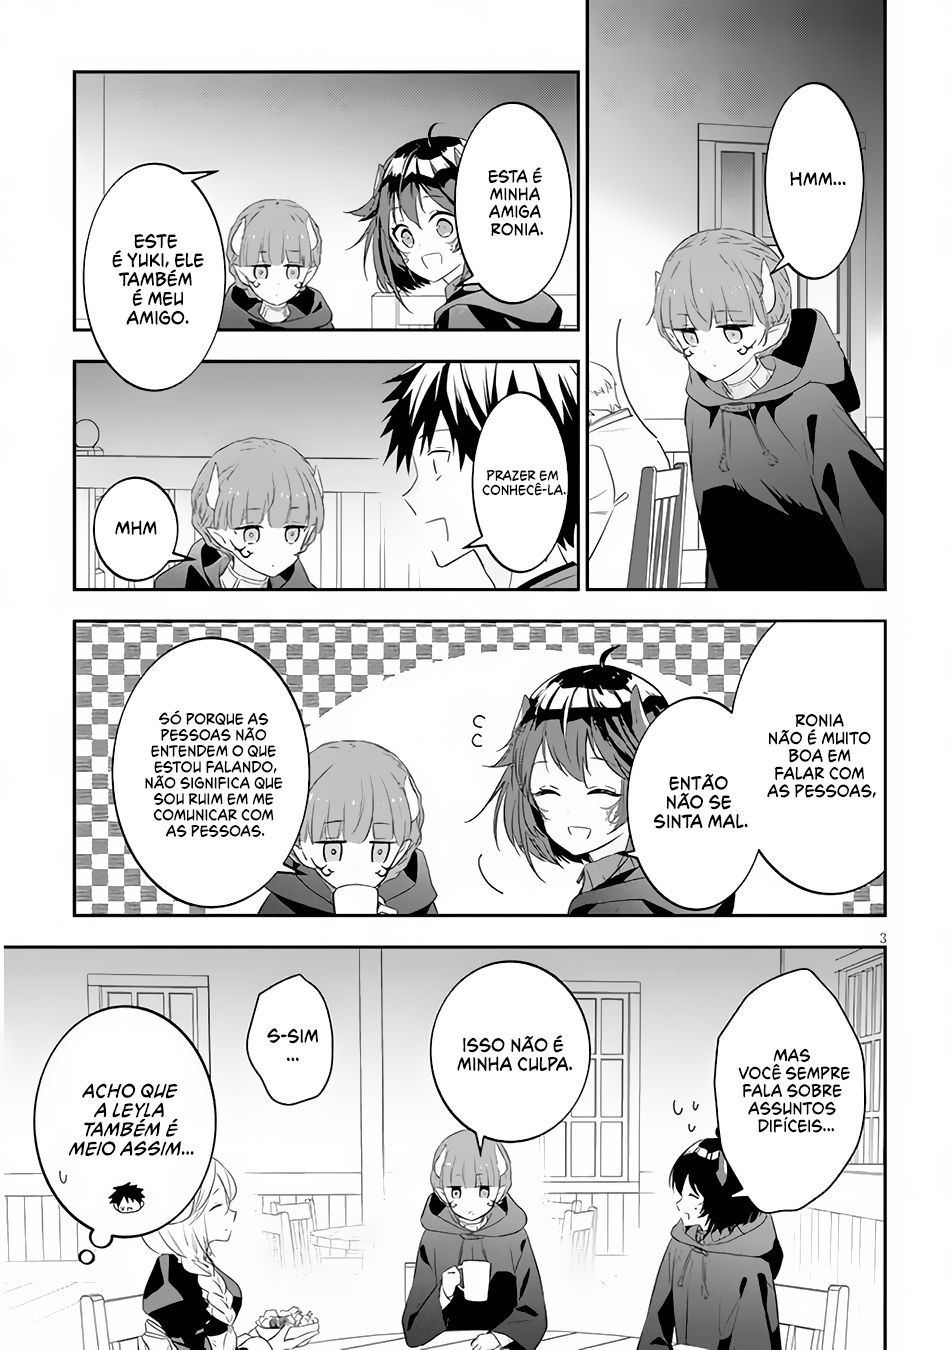 HMM...
ESTA É
MINHA
AMIGA
RONIA.
ESTE
É YUKI, ELE
TAMBÉM
É MEU
AMIGO.
PRAZER EM
CONHECÊ-LA.
MHM
RONIA
NÃO É MUITO
BOA EM
FALAR COM
AS PESSOAS,
ENTÃO
NÃO SE
SINTA MAL.
SÓ PORQUE AS
PESSOAS NÃO
ENTENDEM O QUE
ESTOU FALANDO,
NÃO SIGNIFICA QUE
SOU RUIM EM ME
COMUNICAR COM
AS PESSOAS.
3
MAS
VOCÊ SEMPRE
FALA SOBRE
ASSUNTOS
DIFÍCEIS...
ISSO NÃO É
MINHA CULPA.
S-SIM
...
ACHO QUE
A LEYLA
TAMBÉM É
MEIO ASSIM...